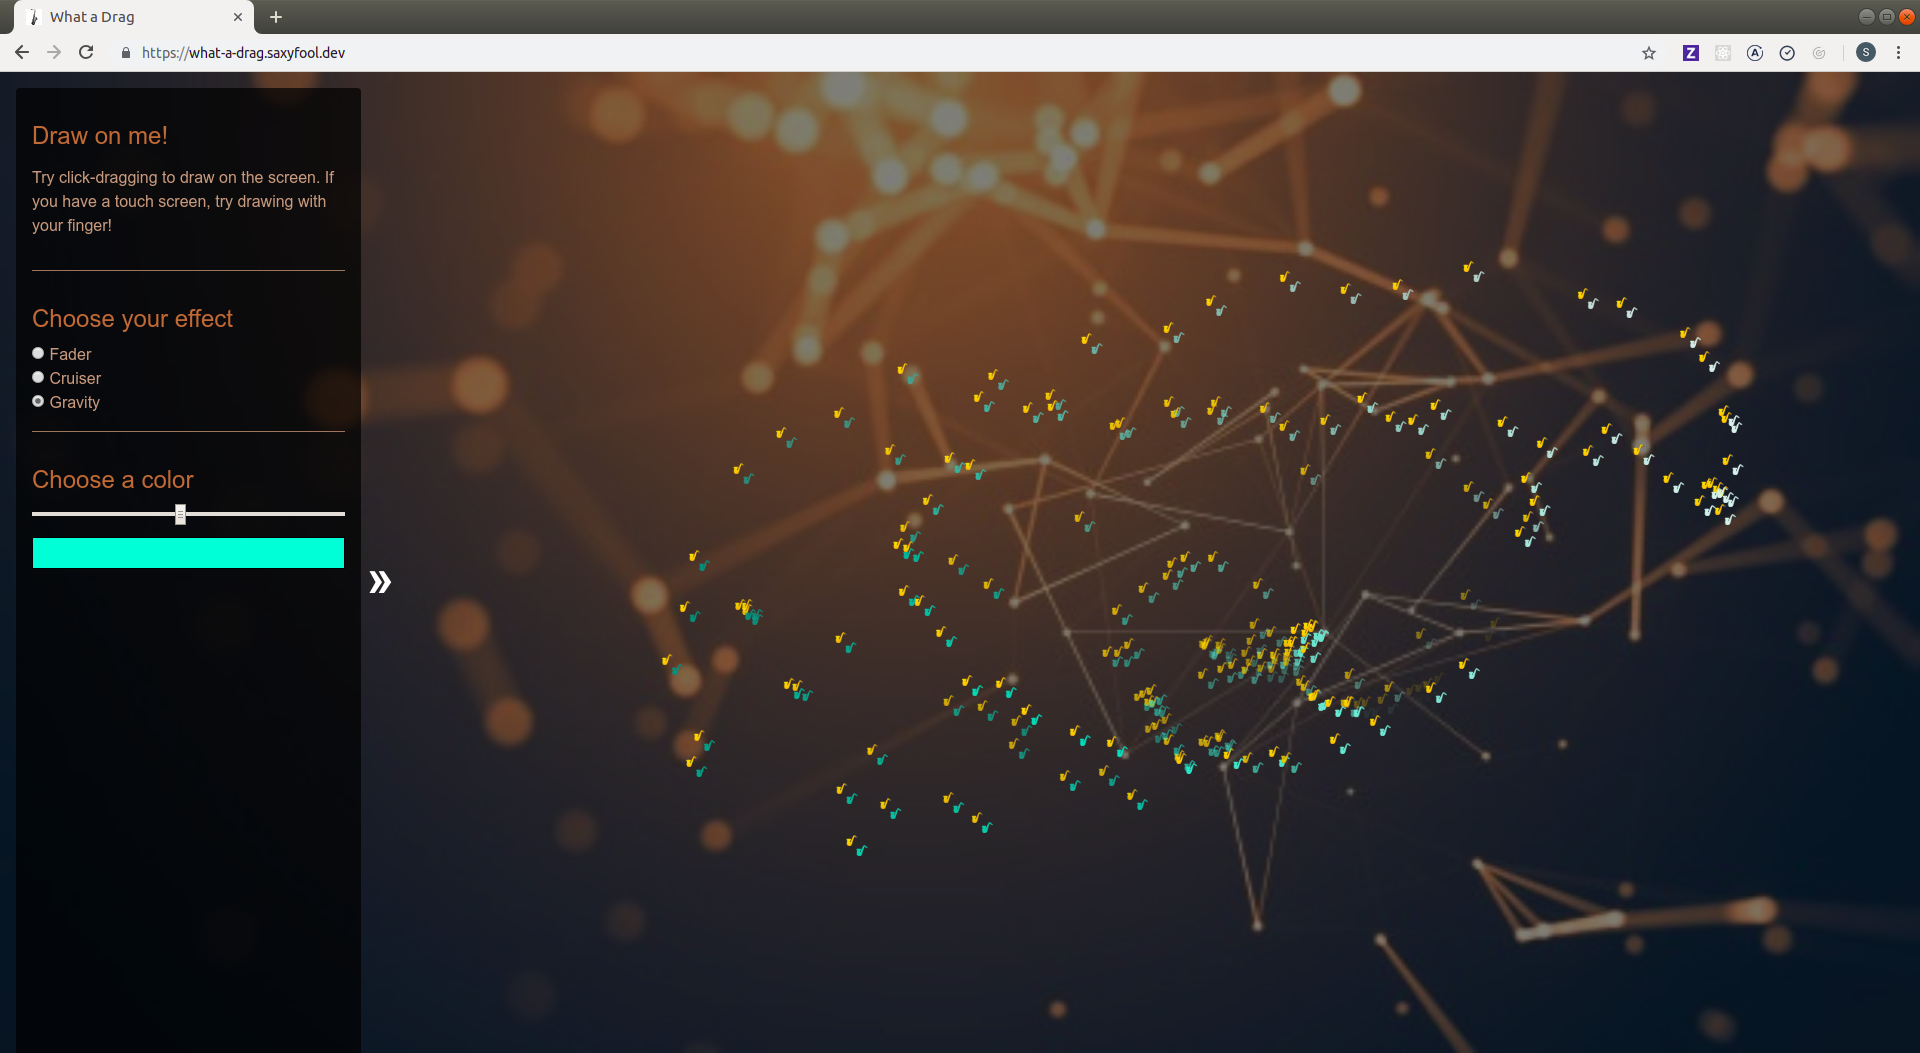 What a Drag
https://what-a-drag.saxyfool.dev
S
Draw on me!
Try click-dragging to draw on the screen. If
you have a touch screen, try drawing with
your finger!
Choose your effect
Fader
Cruiser
Gravity
Choose a color
»